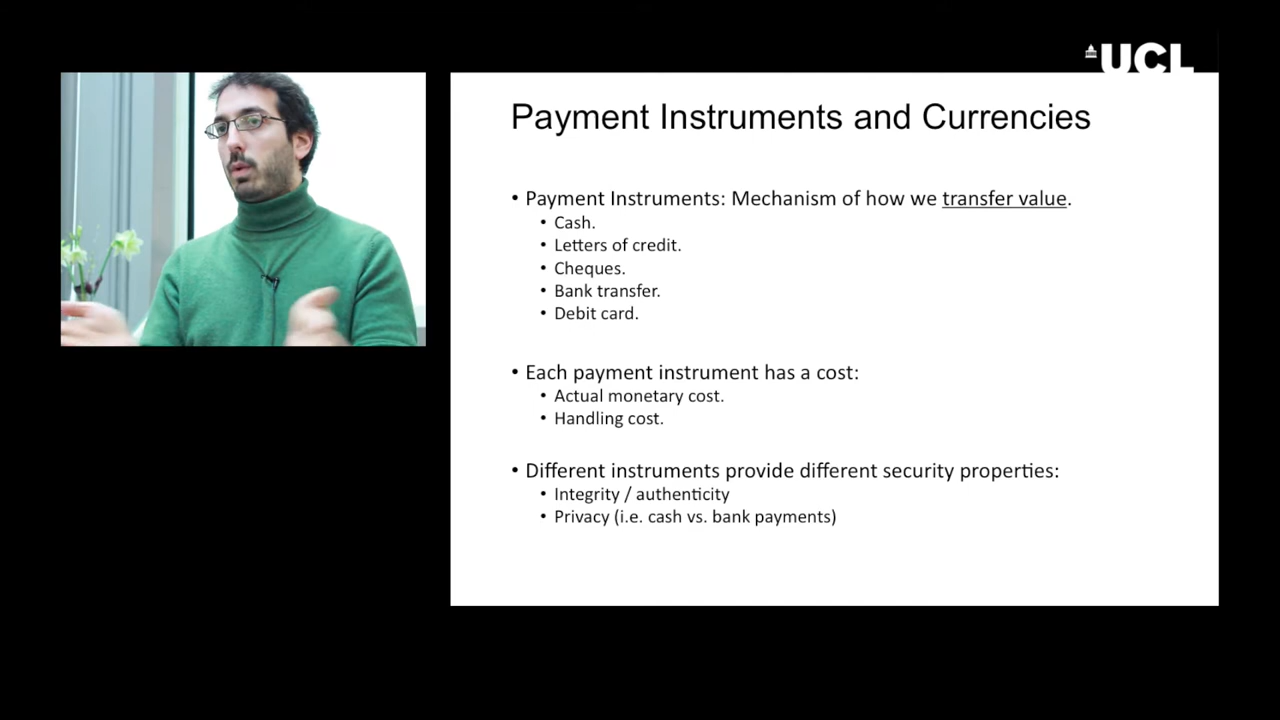 UCL
Payment Instruments and Currencies
• Payment Instruments: Mechanism of how we transfer value.
• Cash.
• Letters of credit.
• Cheques.
• Bank transfer.
• Debit card.
• Each payment instrument has a cost:
• Actual monetary cost.
• Handling cost.
• Different instruments provide different security properties:
• Integrity / authenticity
• Privacy (i.e. cash vs. bank payments)